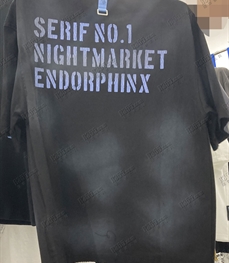 SERIF NO.1
NIGHTMARKET
ENDORPHINX